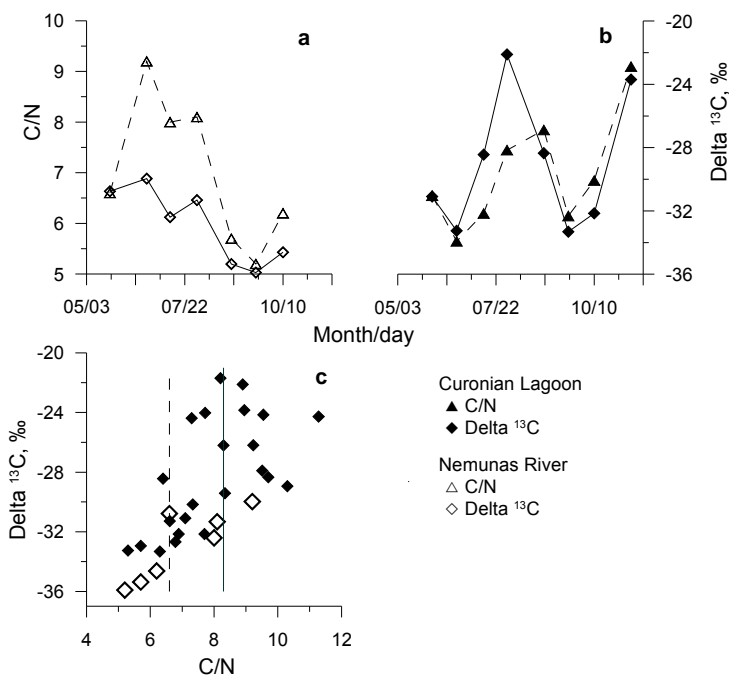 10
9
8
7
6
5
C/N
a
05/03
07/22
10/10
b
-20
-24
-28
-32
-36
Delta ¹³C, ‰
05/03
07/22
10/10
Month/day
-20
-24
-28
-32
-36
Delta ¹³C, ‰
c
4
6
8
10
12
C/N
Curonian Lagoon
C/N
Delta ¹³C
Nemunas River
C/N
Delta ¹³C